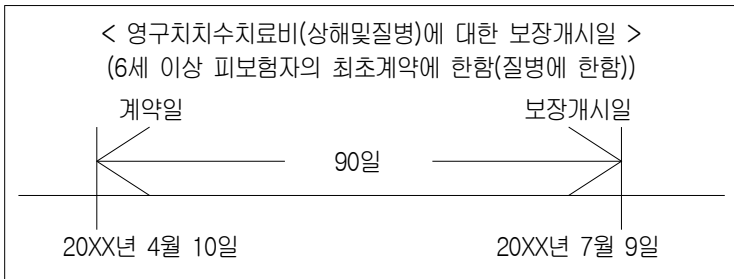 < 영구치치수치료비(상해및질병)에 대한 보장개시일 >
(6세 이상 피보험자의 최초계약에 한함(질병에 한함))
계약일 보장개시일
90일
20XX년 4월 10일 20XX년 7월 9일